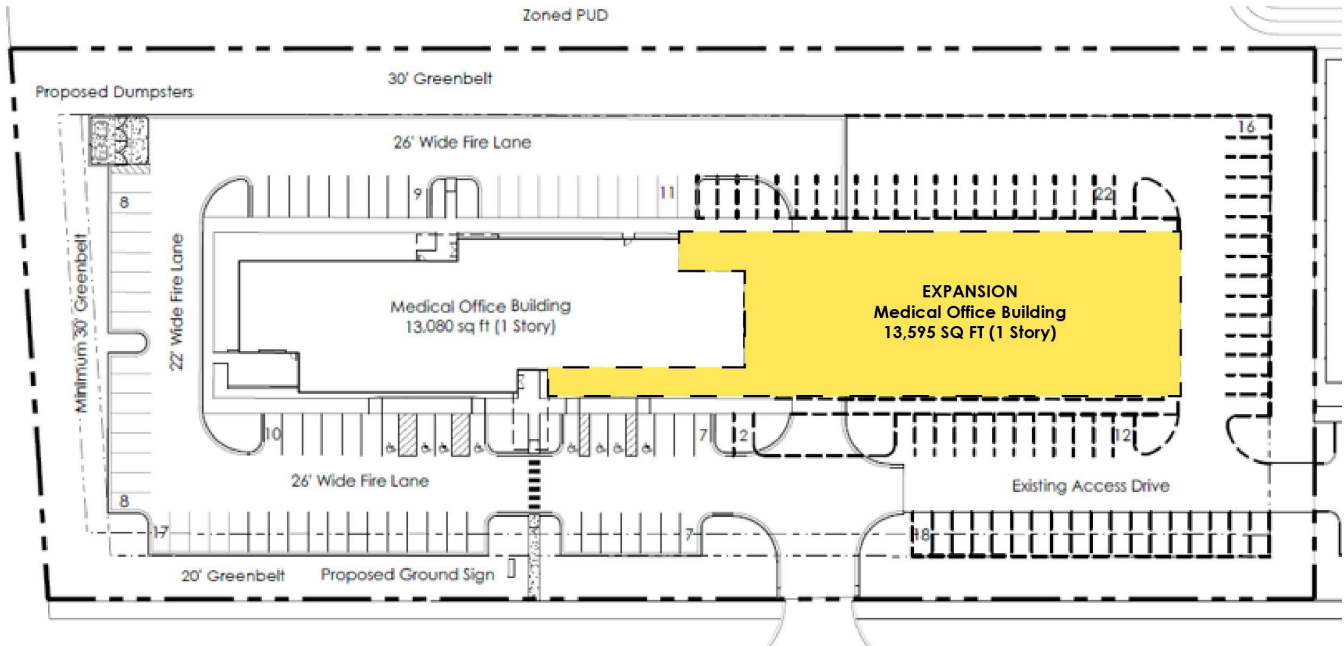 Zoned PUD
30' Greenbelt
Proposed Dumpsters
16
26' Wide Fire Lane
8
9
11
22
Minimum 30' Greenbelt
22' Wide Fire Lane
Medical Office Building
13,080 sq ft (1 Story)
EXPANSION
Medical Office Building
13,595 SQ FT (1 Story)
10
7
2
12
26' Wide Fire Lane
Existing Access Drive
8
17
7
18
20' Greenbelt
Proposed Ground Sign